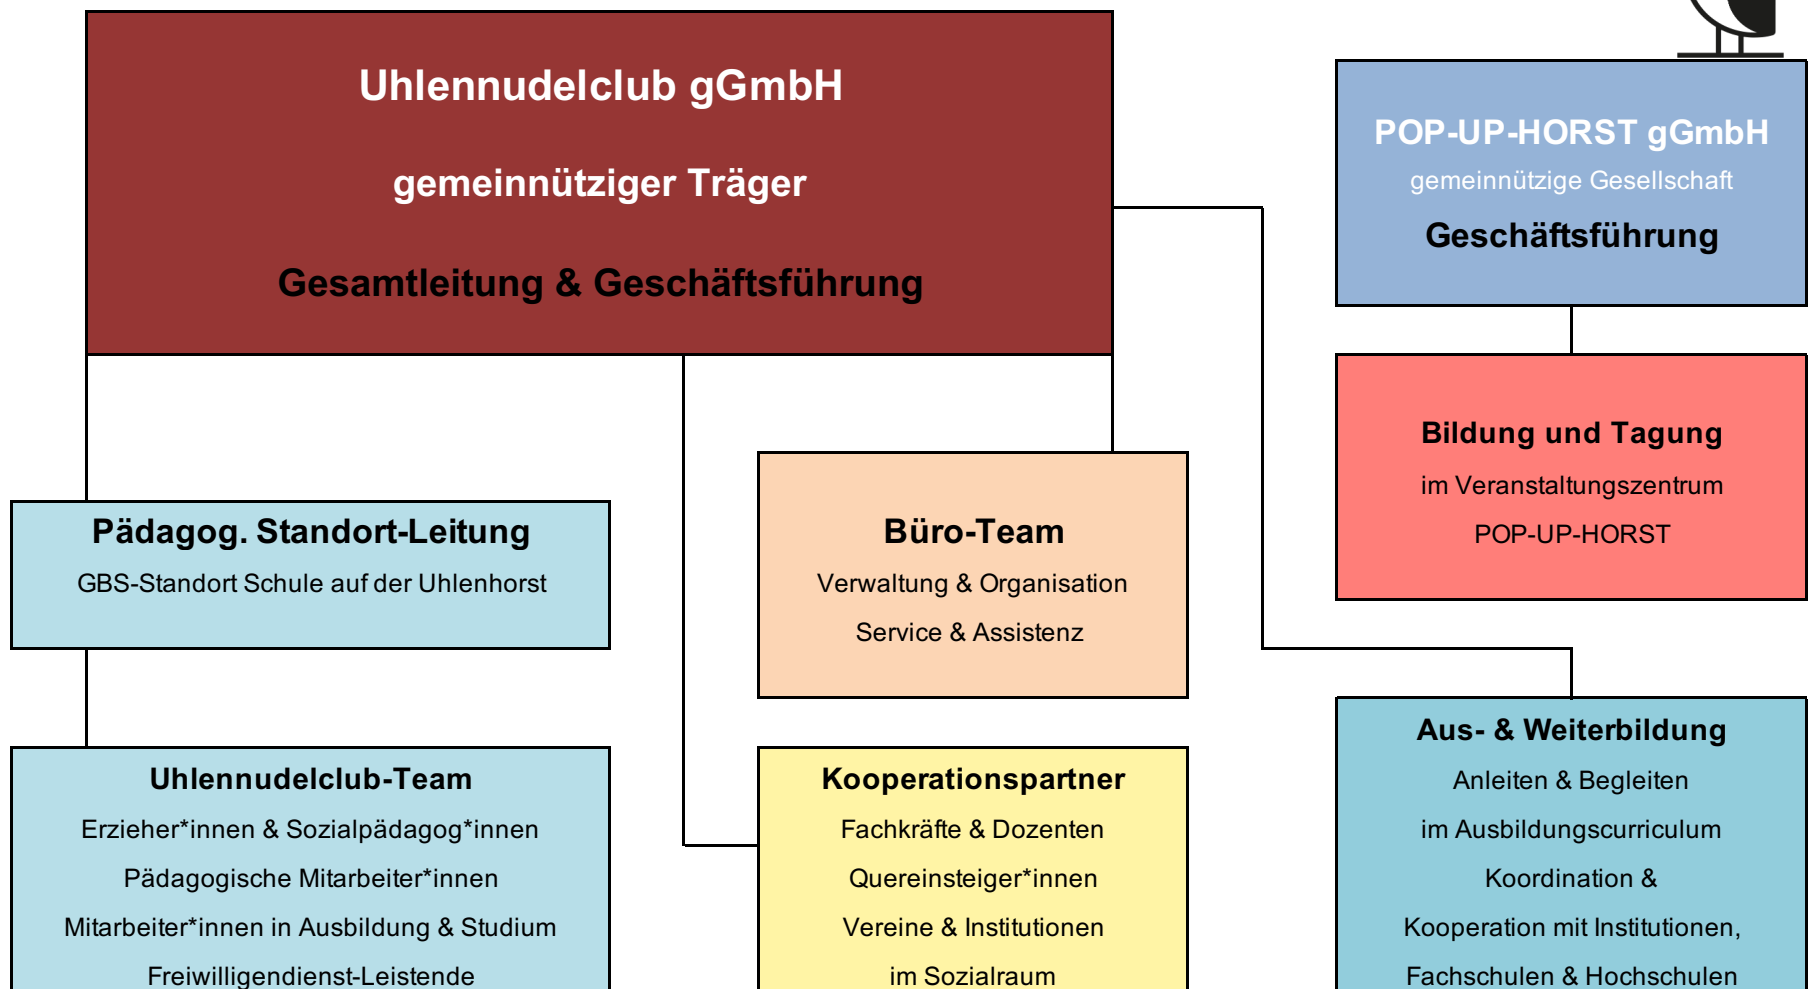 Uhlennudelclub gGmbH
gemeinnütziger Träger
Gesamtleitung & Geschäftsführung
POP-UP-HORST gGmbH
gemeinnützige Gesellschaft
Geschäftsführung
Bildung und Tagung
im Veranstaltungszentrum
POP-UP-HORST
Pädagog. Standort-Leitung
GBS-Standort Schule auf der Uhlenhorst
Büro-Team
Verwaltung & Organisation
Service & Assistenz
Uhlennudelclub-Team
Erzieher*innen & Sozialpädagog*innen
Pädagogische Mitarbeiter*innen
Mitarbeiter*innen in Ausbildung & Studium
Freiwilligendienst-Leistende
Kooperationspartner
Fachkräfte & Dozenten
Quereinsteiger*innen
Vereine & Institutionen
im Sozialraum
Aus- & Weiterbildung
Anleiten & Begleiten
im Ausbildungscurriculum
Koordination &
Kooperation mit Institutionen,
Fachschulen & Hochschulen